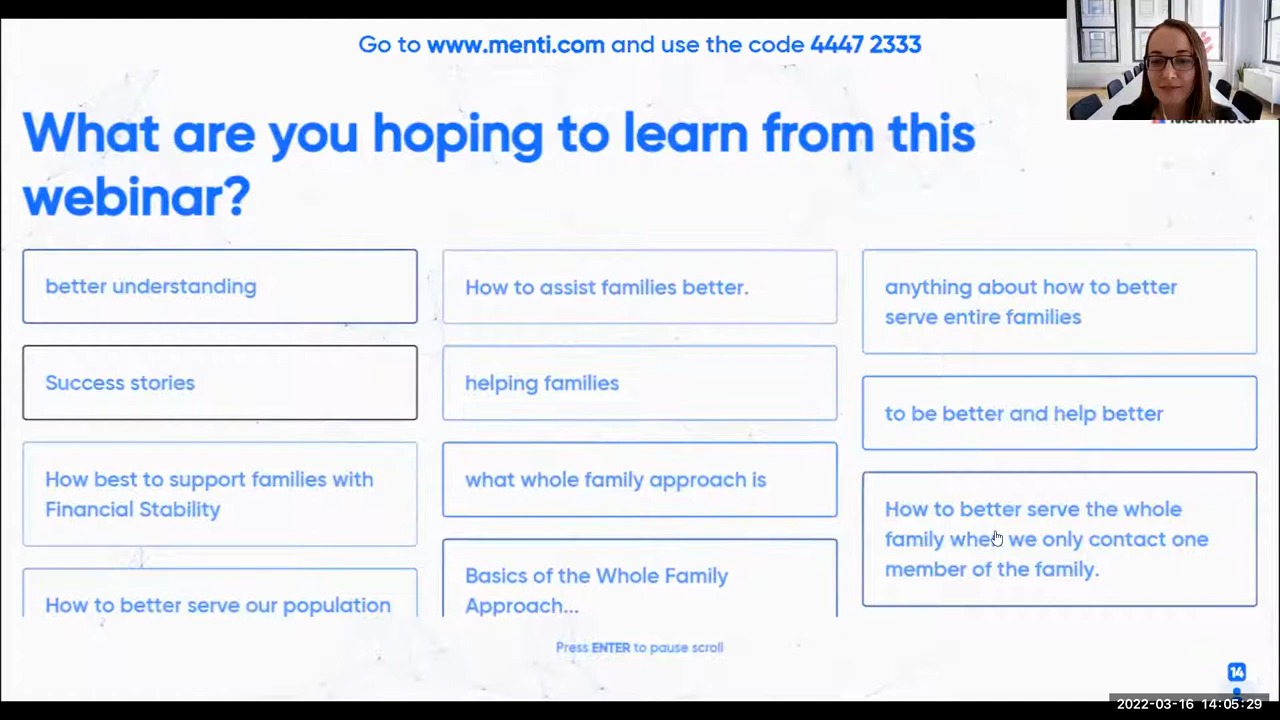 Go to www.menti.com and use the code 4447 2333
Mentimeter
What are you hoping to learn from this
webinar?
better understanding
Success stories
How best to support families with
Financial Stability
How to better serve our population
How to assist families better.
helping families
what whole family approach is
Basics of the Whole Family
Approach...
anything about how to better
serve entire families
to be better and help better
How to better serve the whole
family when we only contact one
member of the family.
Press ENTER to pause scroll
14
2022-03-16 14:05:29